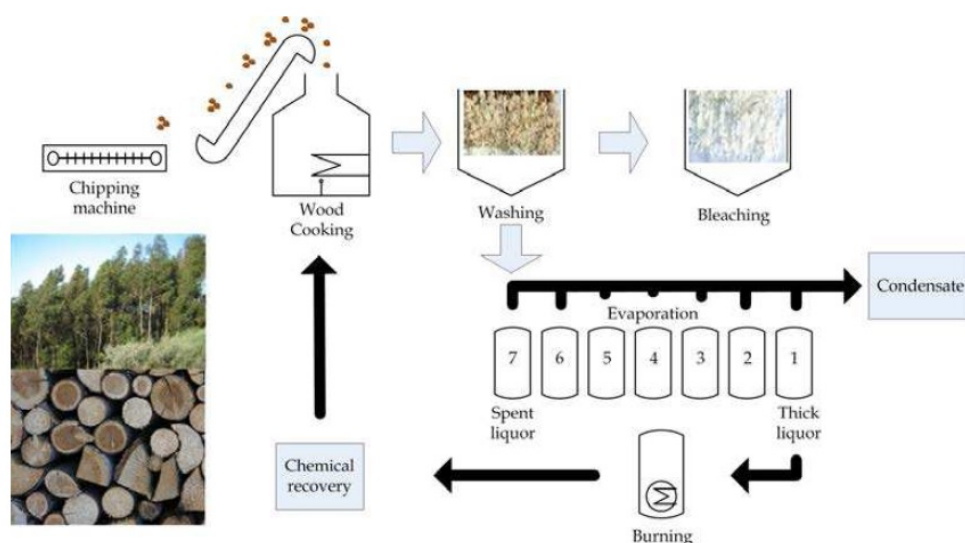 Chipping
machine
Wood
Cooking
Washing
Bleaching
Condensate
Evaporation
7 6 5 4 3 2 1
Spent
liquor
Thick
liquor
Chemical
recovery
Burning